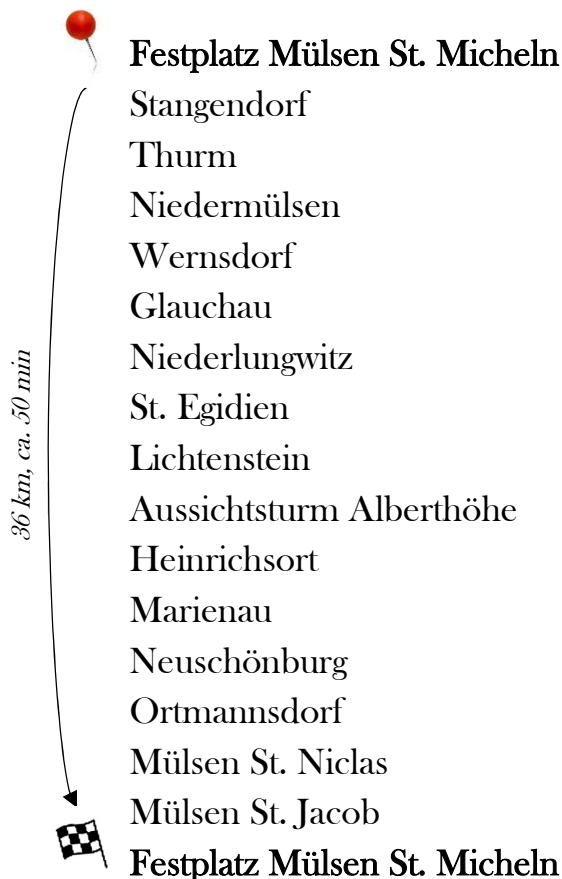 Festplatz Mülsen St. Micheln
Stangendorf
Thurm
Niedermülsen
Wernsdorf
Glauchau
Niederlungwitz
St. Egidien
Lichtenstein
Aussichtsturm Alberthöhe
Heinrichsort
Marienau
Neuschönburg
Ortmannsdorf
Mülsen St. Niclas
Mülsen St. Jacob
Festplatz Mülsen St. Micheln
36 km, ca. 50 min